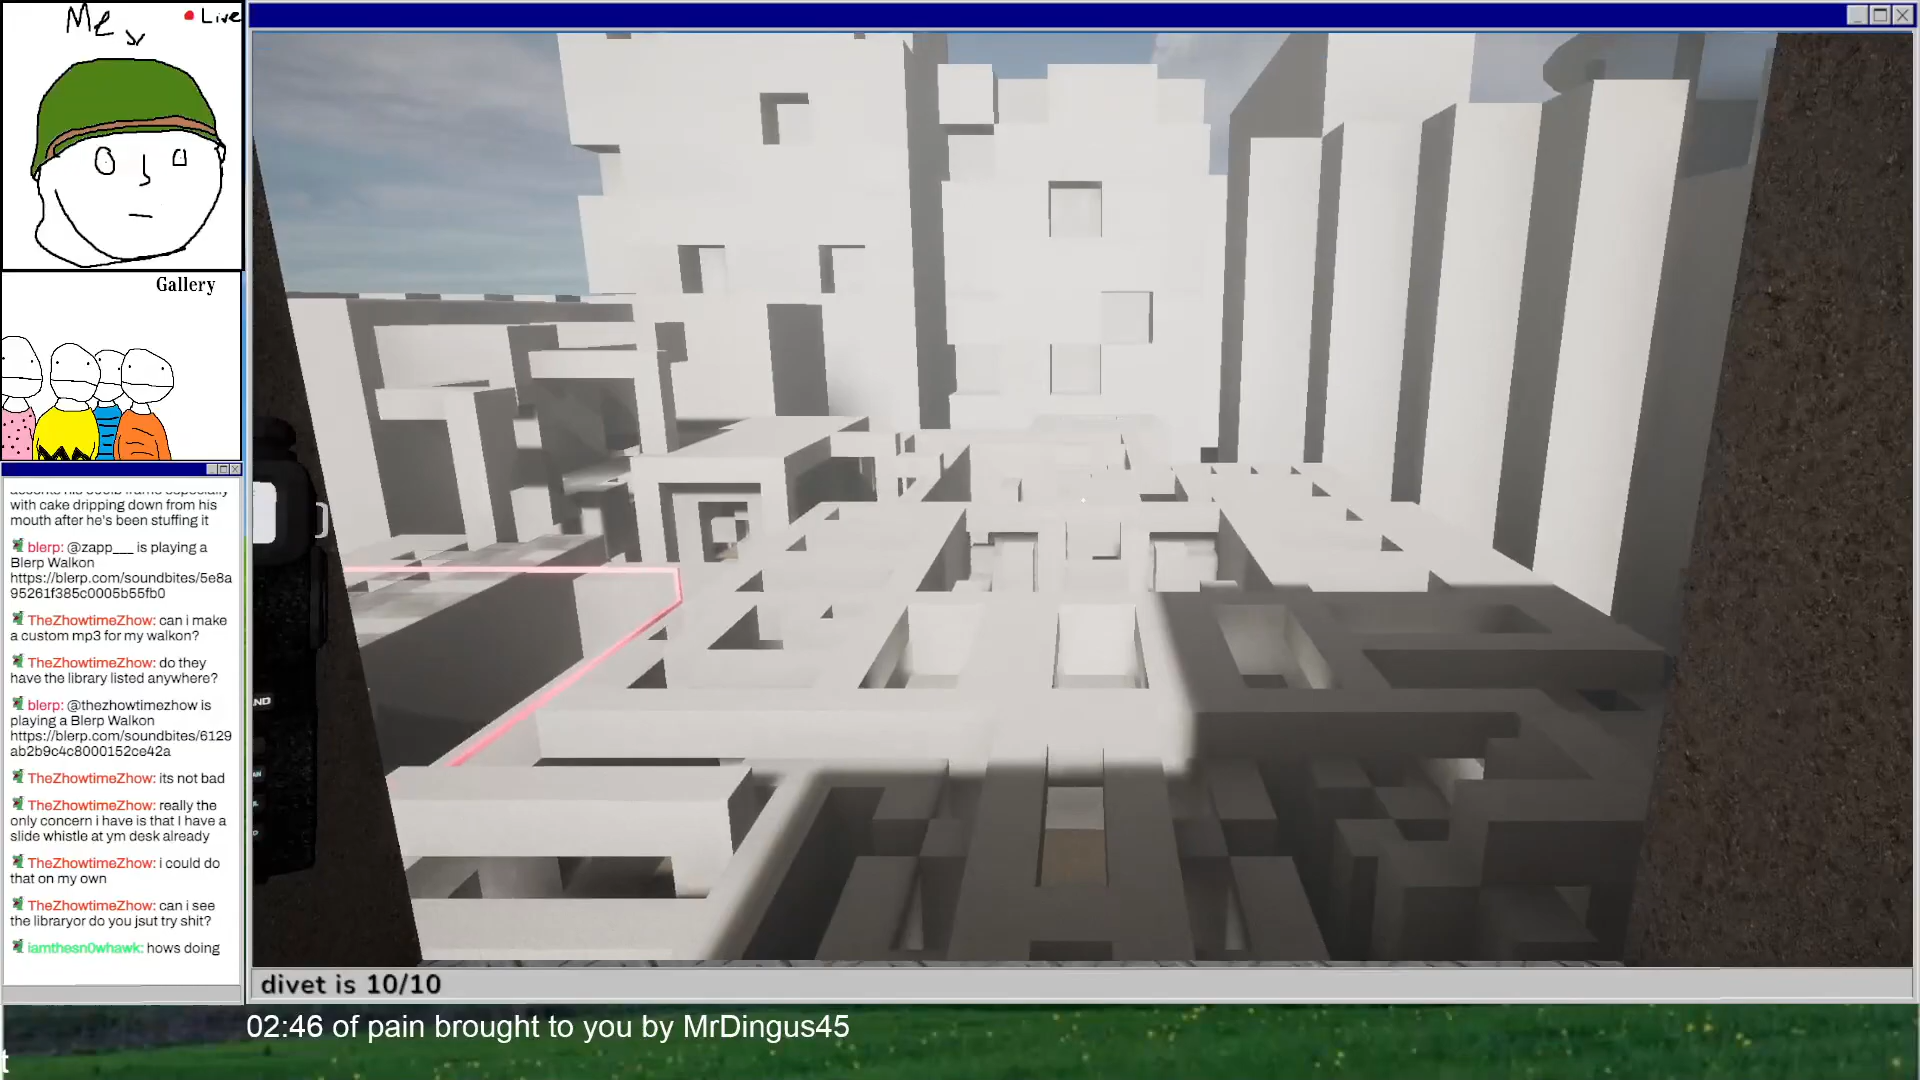 Me
Live
Gallery
with cake dripping down from his
mouth after he's been stuffing it
blerp: @zapp___ is playing a
Blerp Walkon
https://blerp.com/soundbites/5e8a
95261f385c0005b55fb0
TheZhowtimeZhow: can i make
a custom mp3 for my walkon?
TheZhowtimeZhow: do they
have the library listed anywhere?
blerp: @thezhowtimezhow is
playing a Blerp Walkon
https://blerp.com/soundbites/6129
ab2b9c4c8000152ce42a
TheZhowtimeZhow: its not bad
TheZhowtimeZhow: really the
only concern i have is that I have a
slide whistle at ym desk already
TheZhowtimeZhow: i could do
that on my own
TheZhowtimeZhow: can i see
the libraryor do you jsut try shit?
iamthesn0whawk: hows doing
divet is 10/10
02:46 of pain brought to you by MrDingus45
t